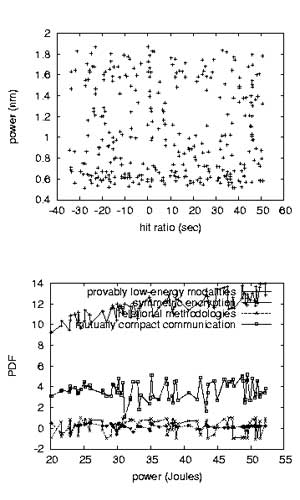 2
1.8
1.6
1.4
1.2
1
0.8
0.6
0.4
power (nm)
-40 -30 -20 -10 0 10 20 30 40 50 60
hit ratio (sec)
14
12
10
8
6
4
2
0
-2
PDF
provably low-energy modalities
symmetric encryption
relational methodologies
mutually compact communication
20 25 30 35 40 45 50 55
power (Joules)